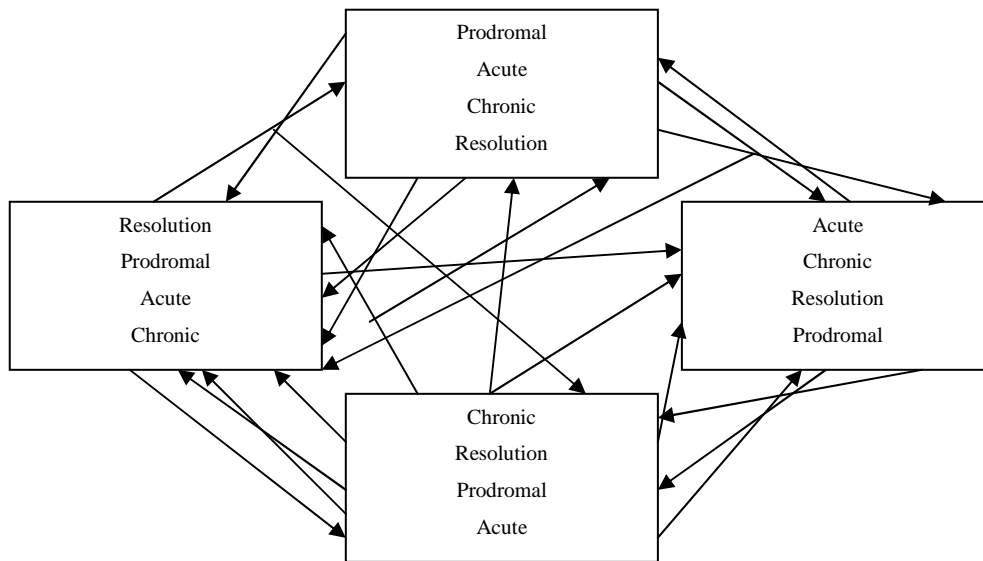 Prodromal
Acute
Chronic
Resolution
Resolution
Prodromal
Acute
Chronic
Acute
Chronic
Resolution
Prodromal
Chronic
Resolution
Prodromal
Acute